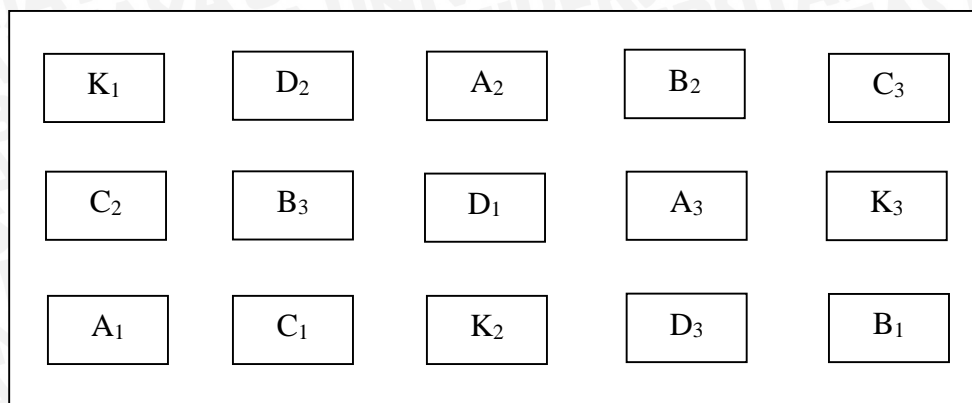 K₁ D₂ A₂ B₂ C₃
C₂ B₃ D₁ A₃ K₃
A₁ C₁ K₂ D₃ B₁